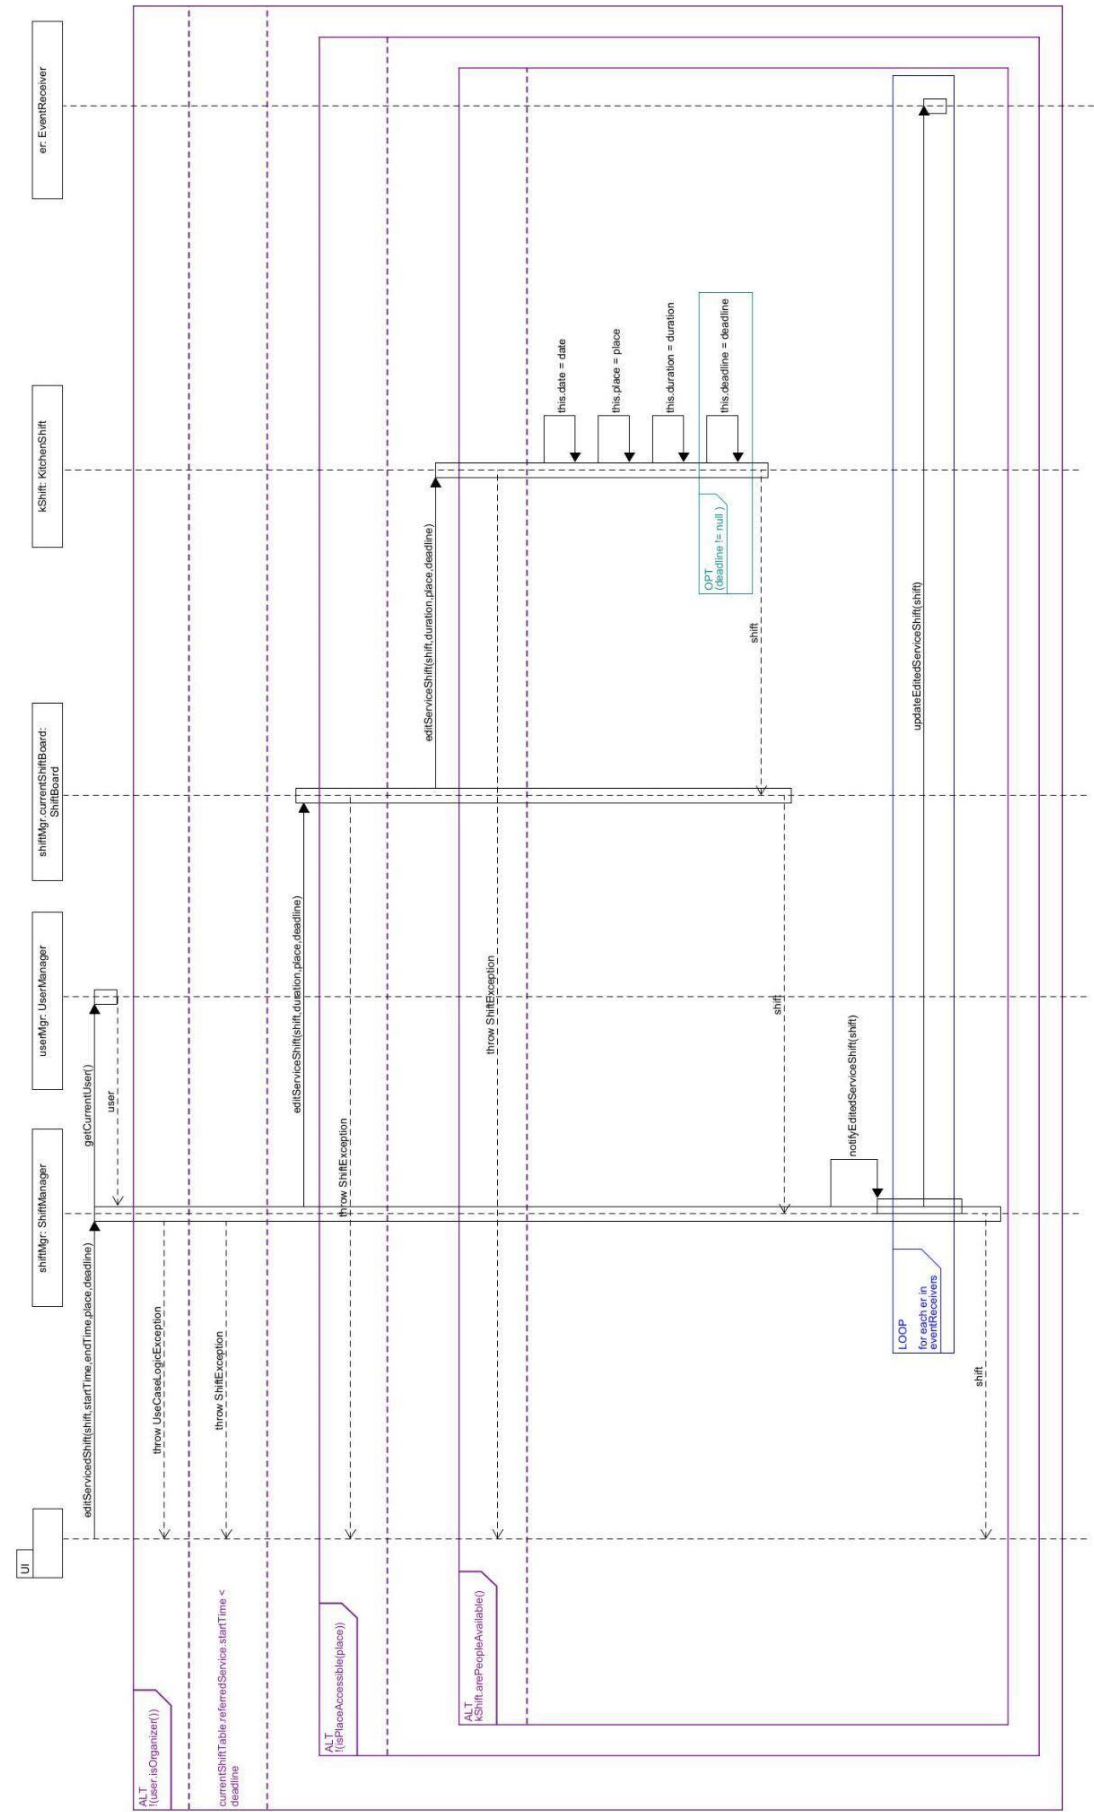 UI
shiftMgr: ShiftManager
userMgr: UserManager
shiftMgr.currentShiftBoard:
ShiftBoard
kShift: KitchenShift
er: EventReceiver
editServicedShift(shift,startTime,endTime,place,deadline)
getCurrentUser()
user
ALT
!(user.isOrganizer())
throw UseCaseLogicException
currentShiftTable.referredService.startTime <
deadline
throw ShiftException
editServiceShift(shift,duration,place,deadline)
ALT
!(isPlaceAccessible(place))
throw ShiftException
editServiceShift(shift,duration,place,deadline)
ALT
kShift.arePeopleAvailable()
throw ShiftException
this.date = date
this.place = place
this.duration = duration
OPT
(deadline != null )
this.deadline = deadline
shift
shift
notifyEditedServiceShift(shift)
LOOP
for each er in
eventReceivers
updateEditedServiceShift(shift)
shift